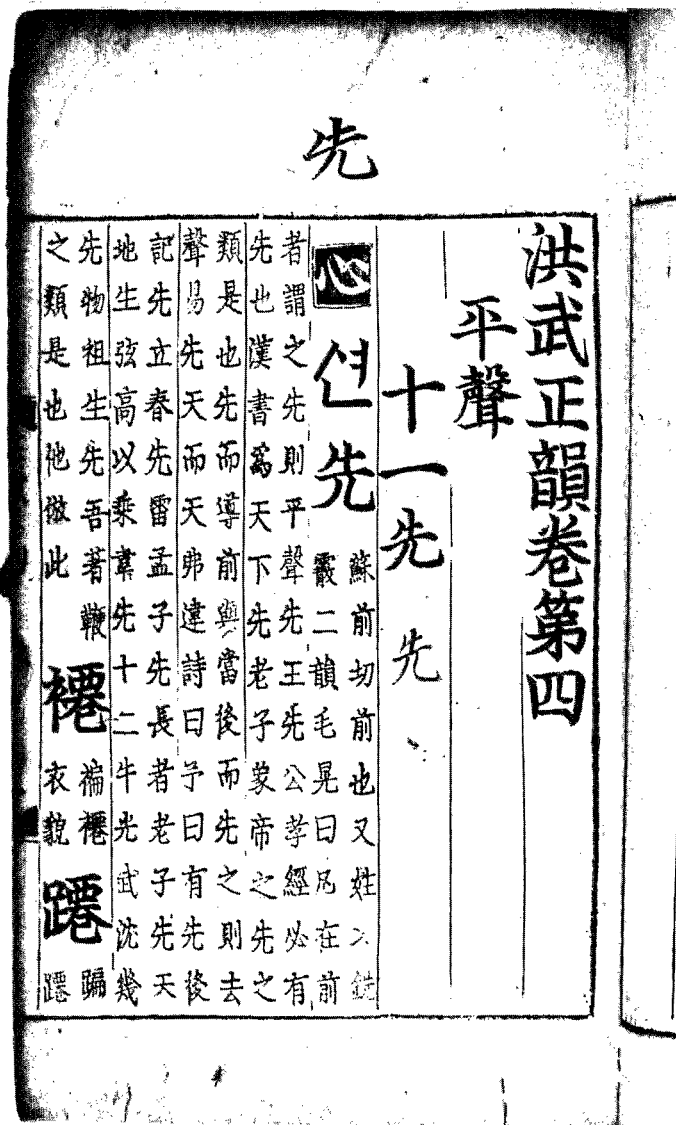 先
洪武正韻卷第四
平聲
十一先 先
心 션 先
蘇前切前也又姓又銑
霰二韻毛晃曰凡在前
者謂之先則平聲先王先公孝經必有
先也漢書爲天下先老子象帝之先之
類是也先而導前與當後而先之則去
聲易先天而天弗違詩曰予曰有先後
記先立春先雷孟子先長者老子先天
地生弦高以乘韋先十二牛光武沈幾
先物祖生先吾著鞭
之類是也他倣此
褼
褊褼
衣貌
蹮
蹁
蹮